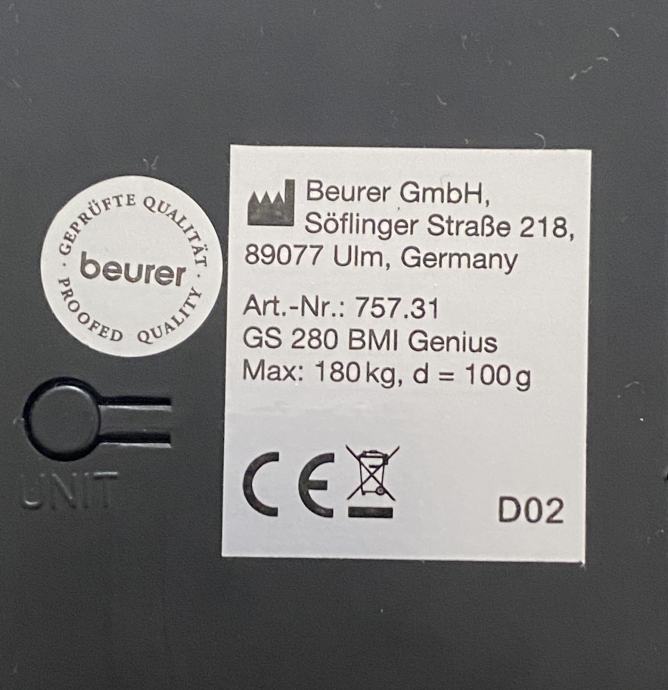 GEPRÜFTE QUALITÄT
beurer
PROOFED QUALITY
Beurer GmbH,
Söflinger Straße 218,
89077 Ulm, Germany
Art.-Nr.: 757.31
GS 280 BMI Genius
Max: 180 kg, d = 100 g
CE
D02
UNIT